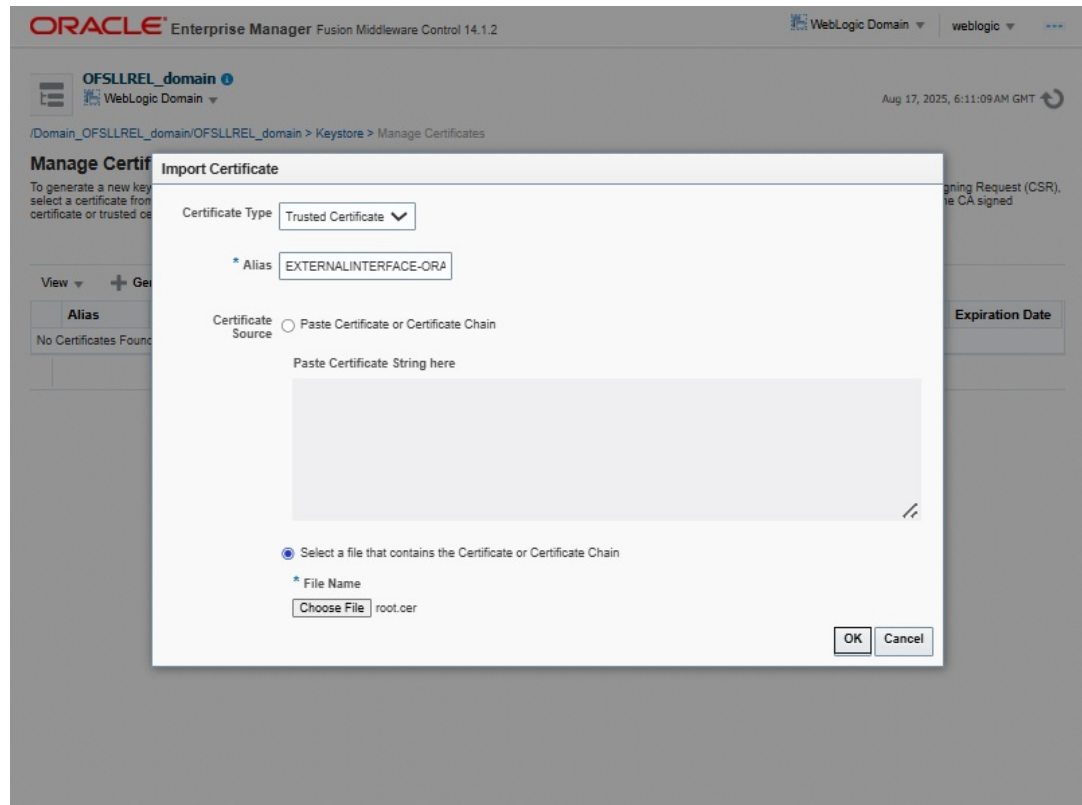 ORACLE Enterprise Manager Fusion Middleware Control 14.1.2
WebLogic Domain
weblogic
OFSLLREL_domain
WebLogic Domain
Aug 17, 2025, 6:11:09 AM GMT
/Domain_OFSLLREL_domain/OFSLLREL_domain > Keystore > Manage Certificates
Manage Certif
To generate a new key
gning Request (CSR),
select a certificate from
e CA signed
certificate or trusted ce
Import Certificate
Certificate Type Trusted Certificate
* Alias EXTERNALINTERFACE-ORA
View
Alias
Expiration Date
No Certificates Found
Certificate Source
Paste Certificate or Certificate Chain
Paste Certificate String here
Select a file that contains the Certificate or Certificate Chain
* File Name
Choose File root.cer
OK Cancel